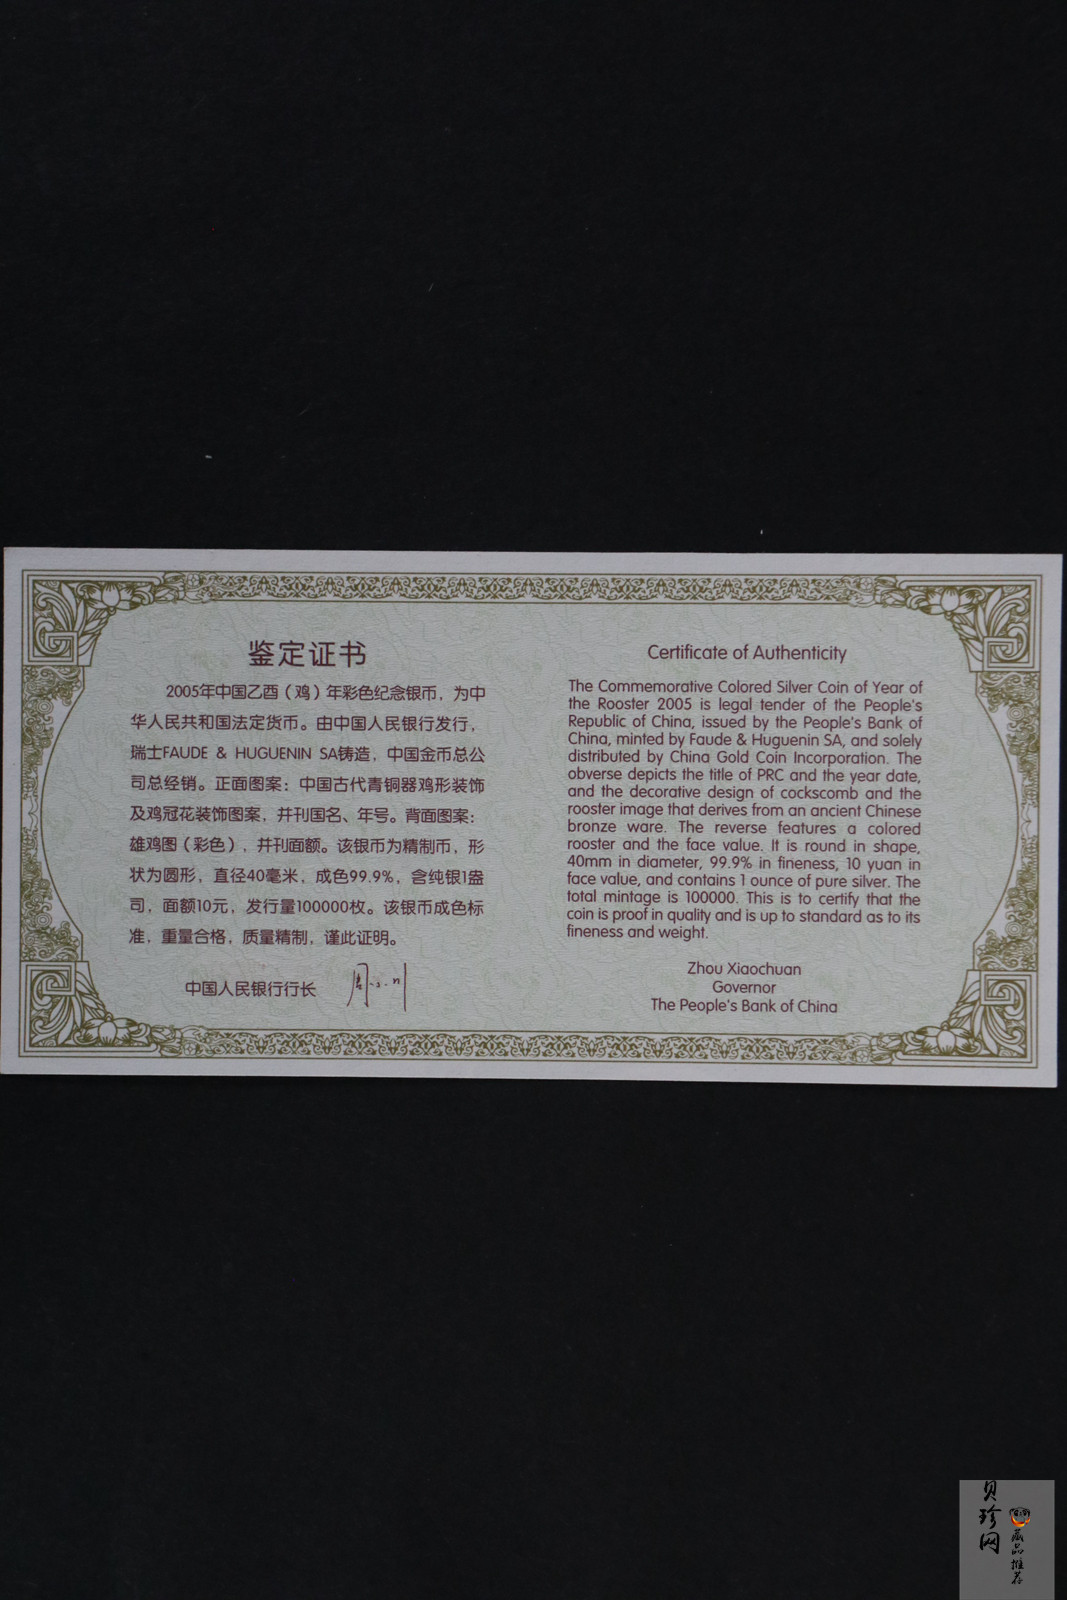 鉴定证书
2005年中国乙酉（鸡）年彩色纪念银币，为中
华人民共和国法定货币。由中国人民银行发行，
瑞士FAUDE & HUGUENIN SA铸造，中国金币总公
司总经销。正面图案：中国古代青铜器鸡形装饰
及鸡冠花装饰图案，并刊国名、年号。背面图案：
雄鸡图（彩色），并刊面额。该银币为精制币，形
状为圆形，直径40毫米，成色99.9%，含纯银1盎
司，面额10元，发行量100000枚。该银币成色标
准，重量合格，质量精制，谨此证明。
中国人民银行行长
Certificate of Authenticity
The Commemorative Colored Silver Coin of Year of
the Rooster 2005 is legal tender of the People's
Republic of China, issued by the People's Bank of
China, minted by Faude & Huguenin SA, and solely
distributed by China Gold Coin Incorporation. The
obverse depicts the title of PRC and the year date,
and the decorative design of cockscomb and the
rooster image that derives from an ancient Chinese
bronze ware. The reverse features a colored
rooster and the face value. It is round in shape,
40mm in diameter, 99.9% in fineness, 10 yuan in
face value, and contains 1 ounce of pure silver. The
total mintage is 100000. This is to certify that the
coin is proof in quality and is up to standard as to its
fineness and weight.
Zhou Xiaochuan
Governor
The People's Bank of China
贝珍网
藏品推荐